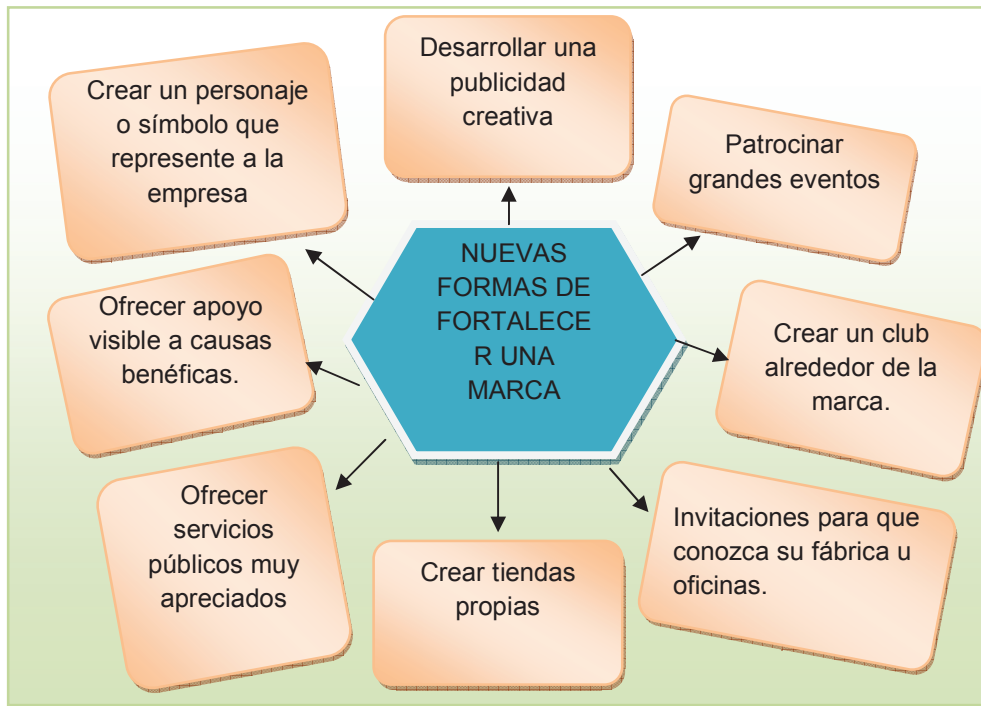 Desarrollar una
publicidad
creativa
Crear un personaje
o símbolo que
represente a la
empresa
Patrocinar
grandes eventos
NUEVAS
FORMAS DE
FORTALECE
R UNA
MARCA
Ofrecer apoyo
visible a causas
benéficas.
Crear un club
alrededor de la
marca.
Ofrecer
servicios
públicos muy
apreciados
Crear tiendas
propias
Invitaciones para que
conozca su fábrica u
oficinas.